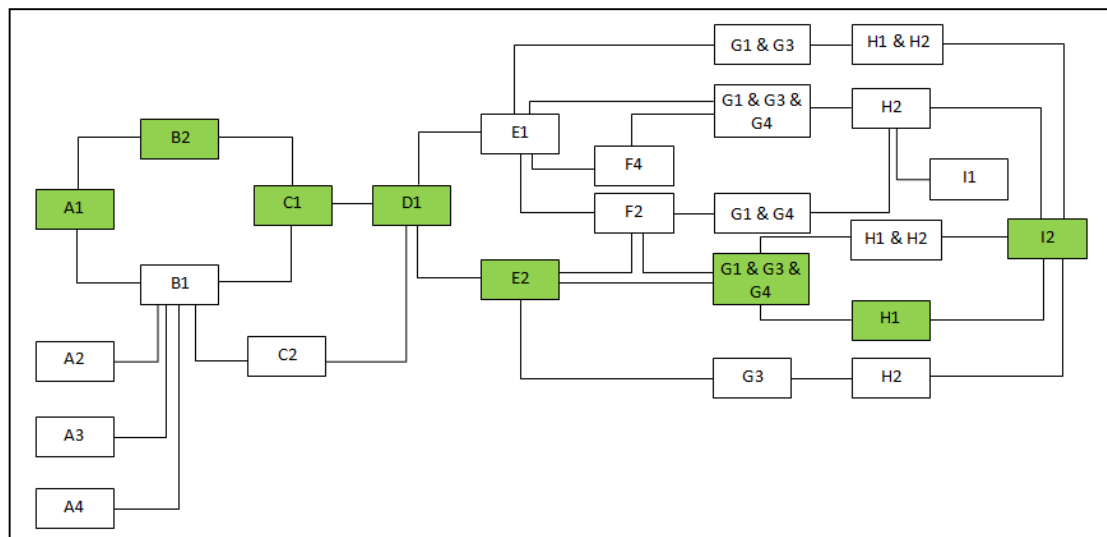 G1 & G3
H1 & H2
G1 & G3 &
G4
H2
B2
E1
F4
I1
A1
C1
D1
F2
G1 & G4
H1 & H2
I2
B1
E2
G1 & G3 &
G4
H1
A2
C2
G3
H2
A3
A4